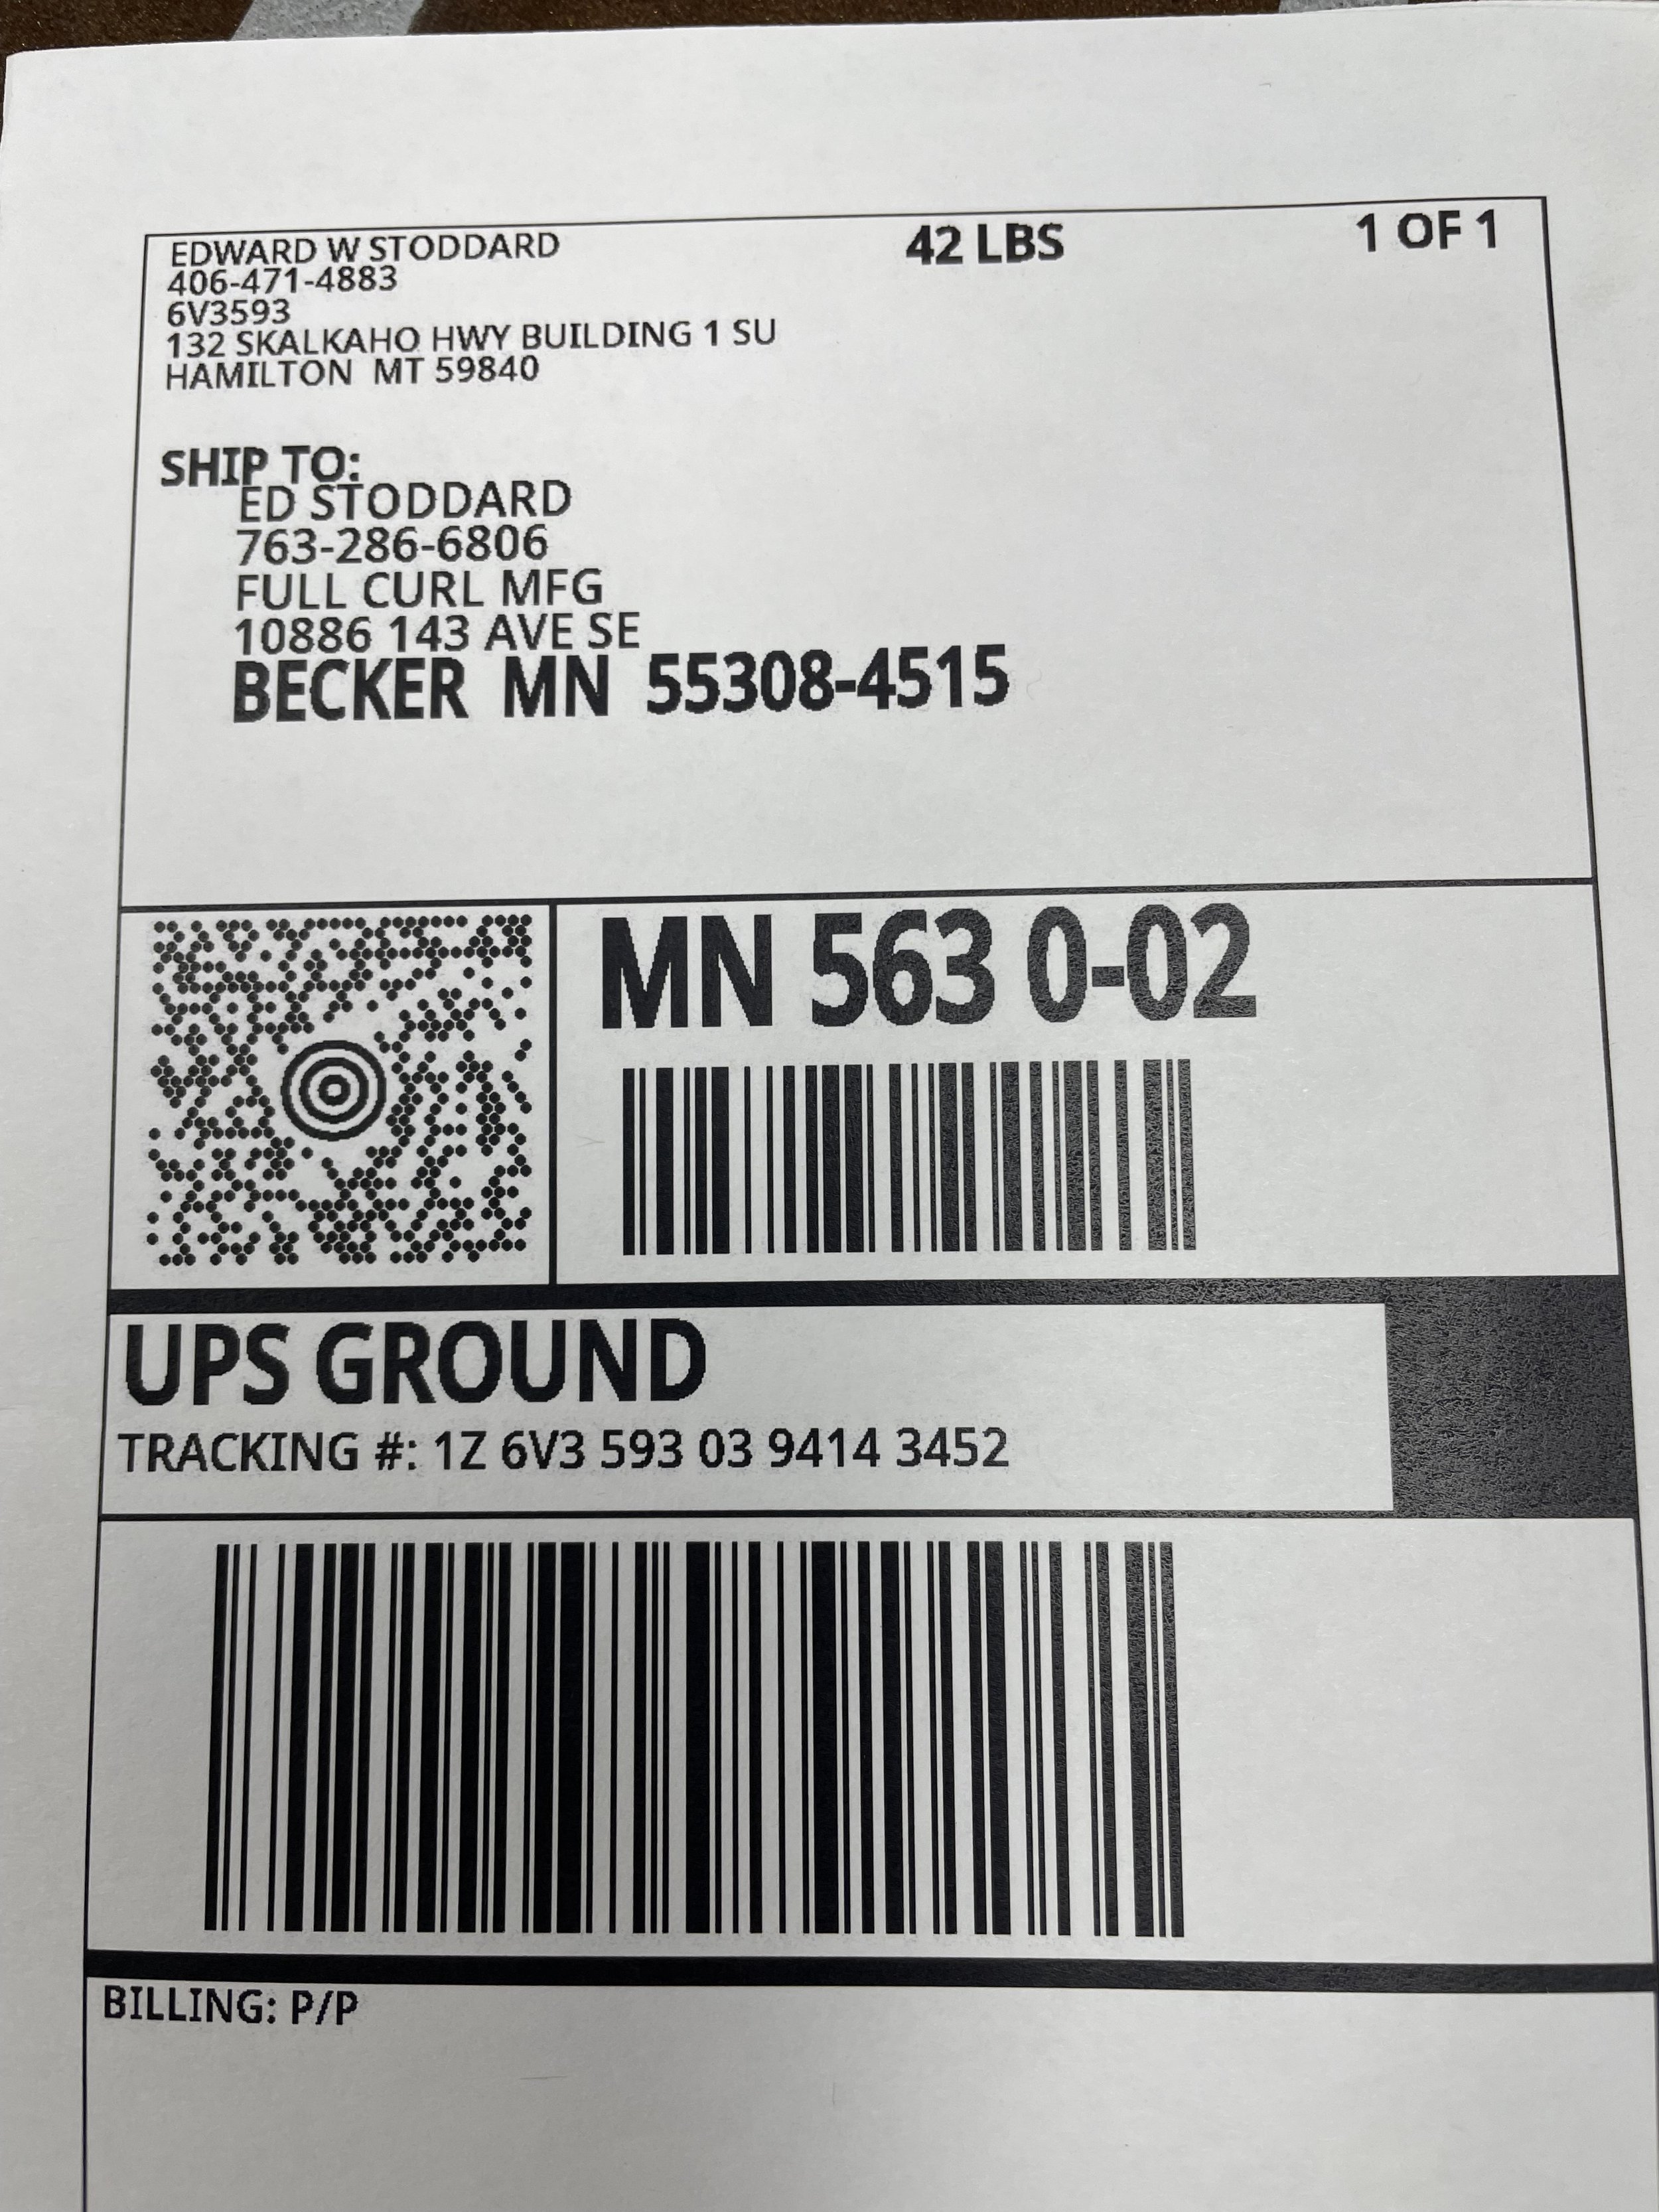 EDWARD W STODDARD
406-471-4883
6V3593
132 SKALKAHO HWY BUILDING 1 SU
HAMILTON MT 59840
42 LBS
1 OF 1
SHIP TO:
ED STODDARD
763-286-6806
FULL CURL MFG
10886 143 AVE SE
BECKER MN 55308-4515
MN 563 0-02
UPS GROUND
TRACKING #: 1Z 6V3 593 03 9414 3452
BILLING: P/P